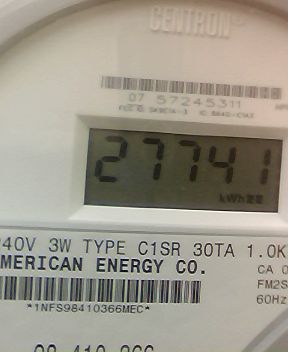 CENTRON®
07 57245311
27741
kWh
240V 3W TYPE C1SR 30TA 1.0K
AMERICAN ENERGY CO.
CA 0
FM2S
60Hz
*1NFS98410366MEC*